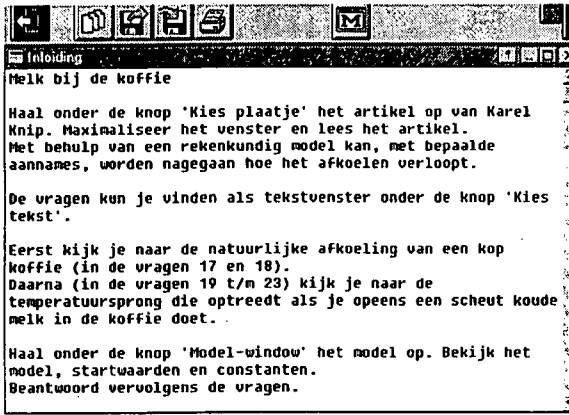 M
Inleiding
Melk bij de koffie
Haal onder de knop 'Kies plaatje' het artikel op van Karel
Knip. Maximaliseer het venster en lees het artikel.
Met behulp van een rekenkundig model kan, met bepaalde
aannames, worden nagegaan hoe het afkoelen verloopt.
De vragen kun je vinden als tekstvenster onder de knop 'Kies
tekst'.
Eerst kijk je naar de natuurlijke afkoeling van een kop
koffie (in de vragen 17 en 18).
Daarna (in de vragen 19 t/m 23) kijk je naar de
temperatuursprong die optreedt als je opeens een scheut koude
melk in de koffie doet.
Haal onder de knop 'Model-window' het model op. Bekijk het
model, startwaarden en constanten.
Beantwoord vervolgens de vragen.